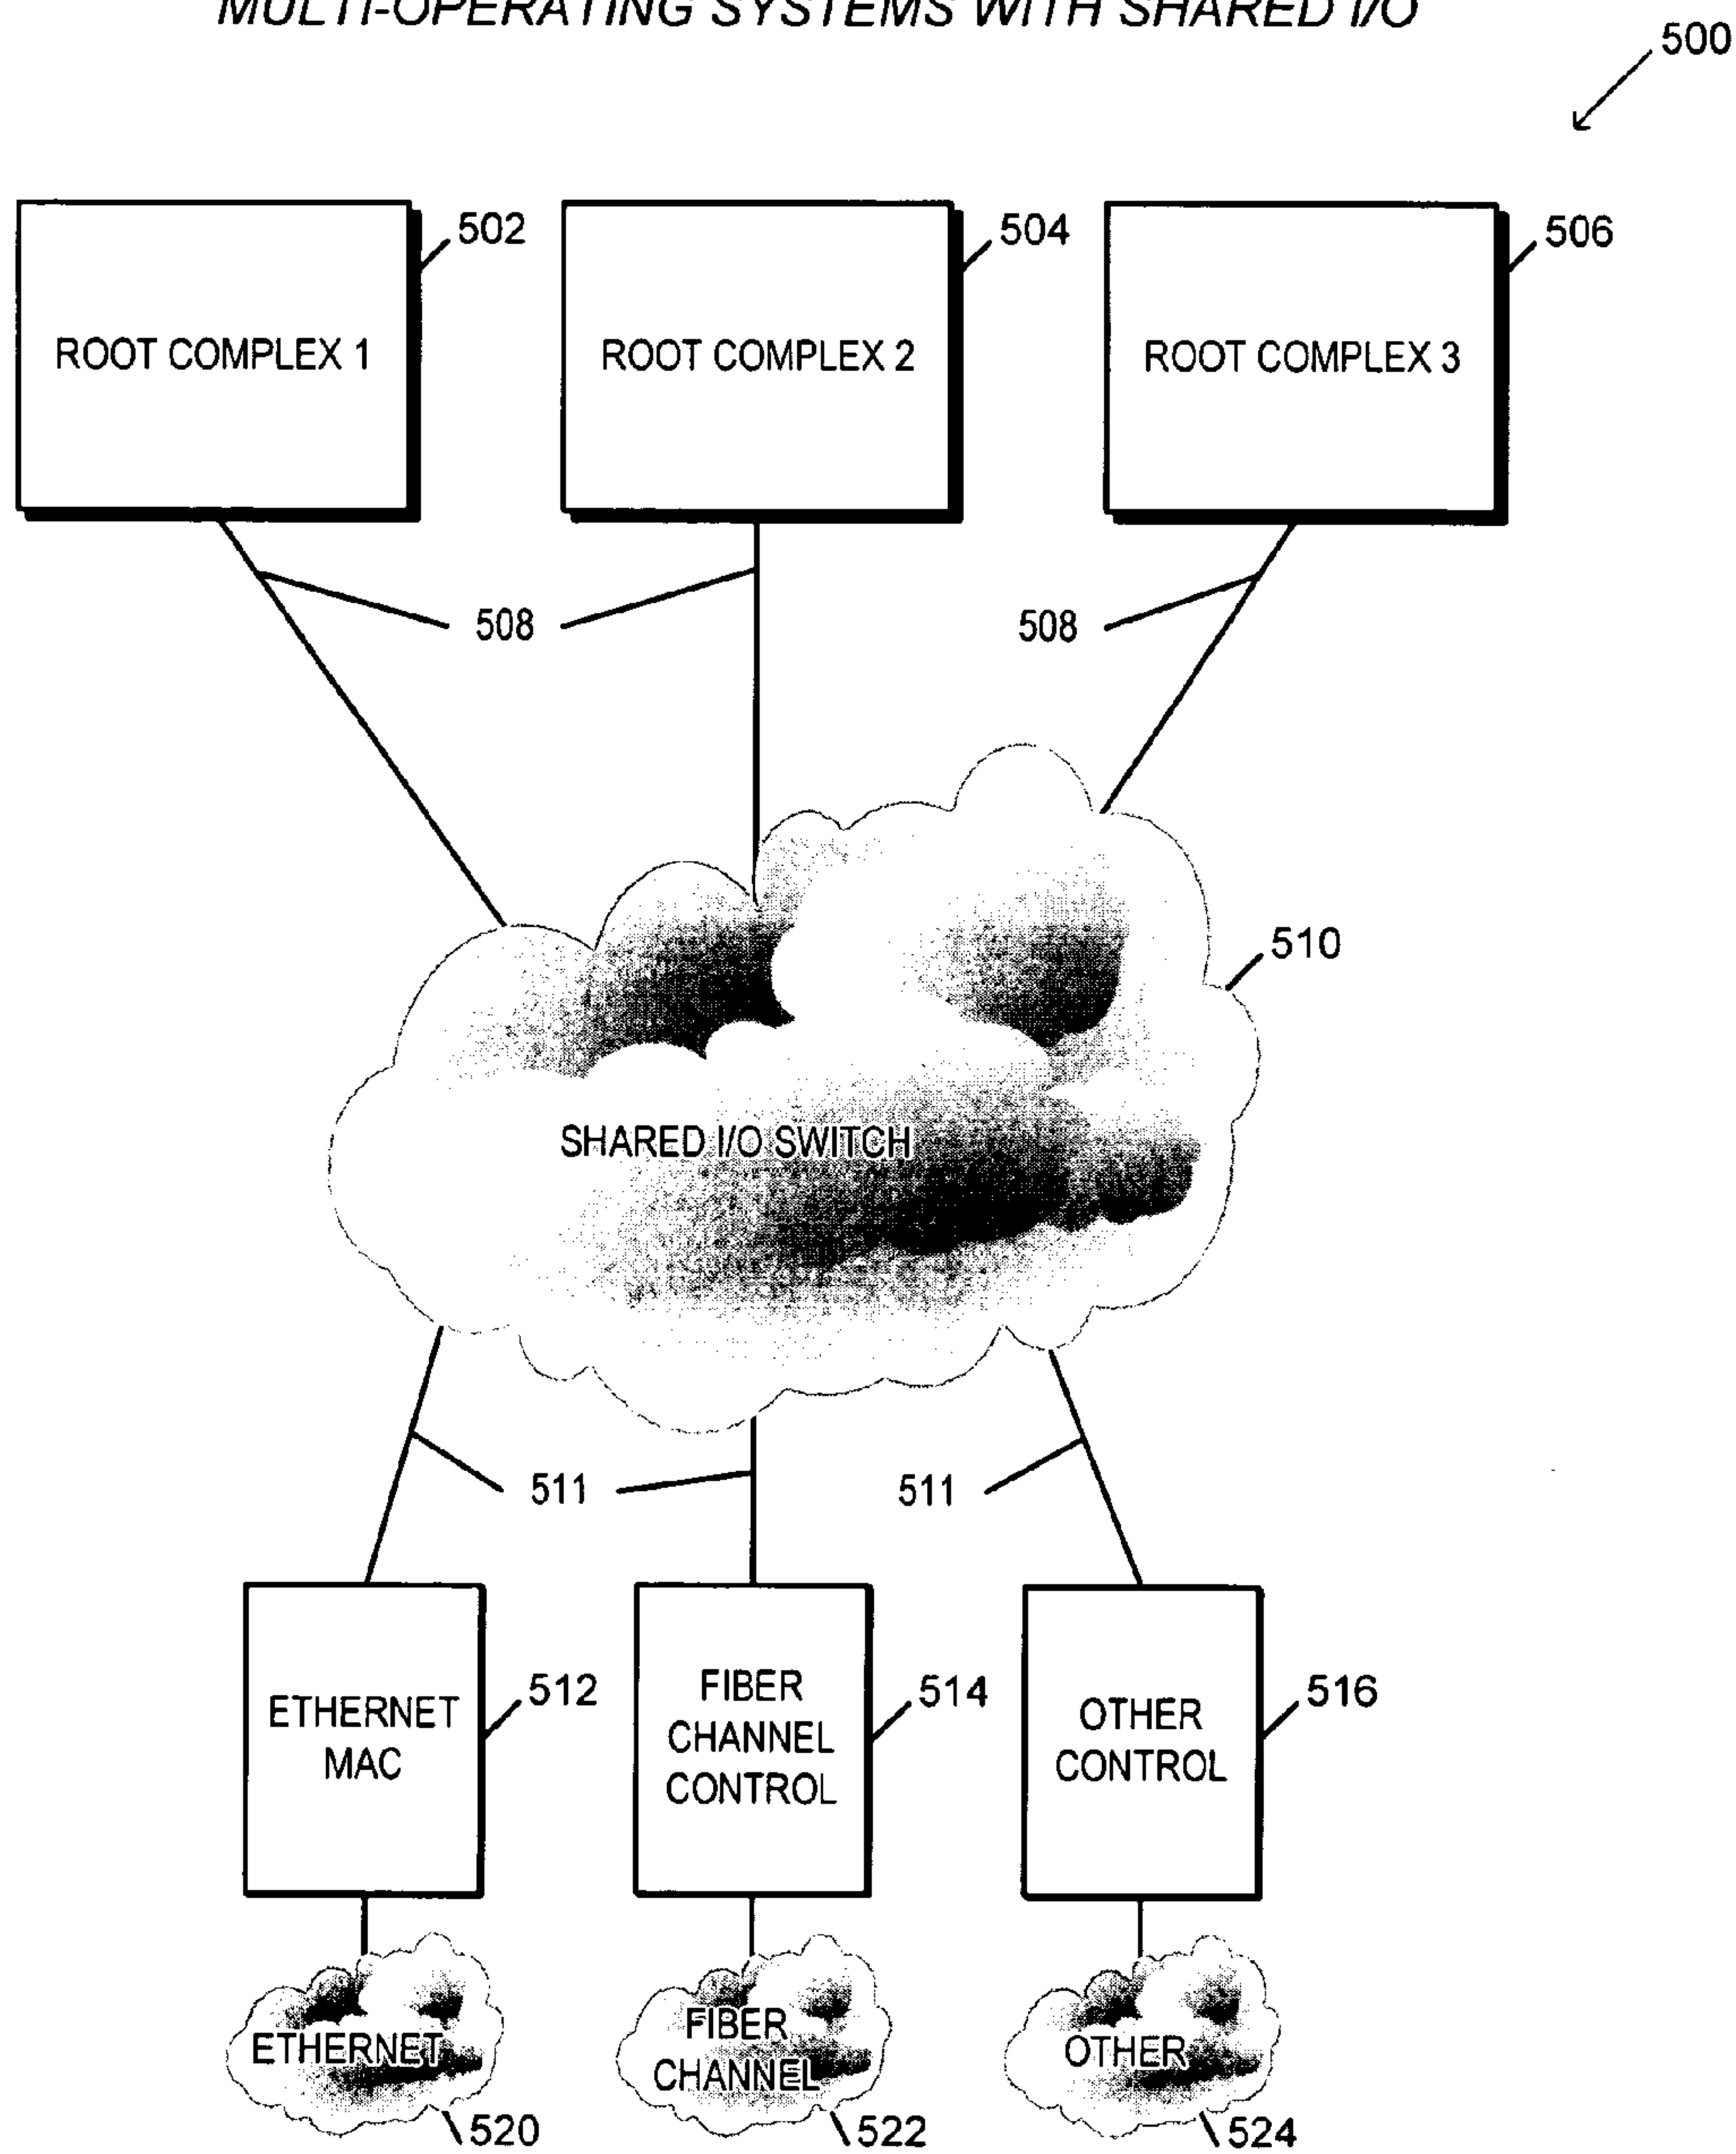 MULTI-OPERATING SYSTEMS WITH SHARED I/O
500
502
504
506
ROOT COMPLEX 1
ROOT COMPLEX 2
ROOT COMPLEX 3
508
508
510
SHARED I/O SWITCH
511
511
512
514
516
ETHERNET
MAC
FIBER
CHANNEL
CONTROL
OTHER
CONTROL
ETHERNET
FIBER
CHANNEL
OTHER
520
522
524